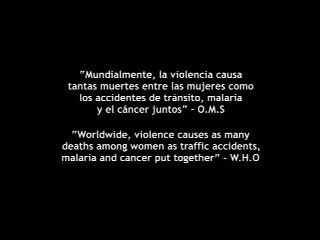 “Mundialmente, la violencia causa
tantas muertes entre las mujeres como
los accidentes de tránsito, malaria
y el cáncer juntos” - O.M.S
“Worldwide, violence causes as many
deaths among women as traffic accidents,
malaria and cancer put together” - W.H.O